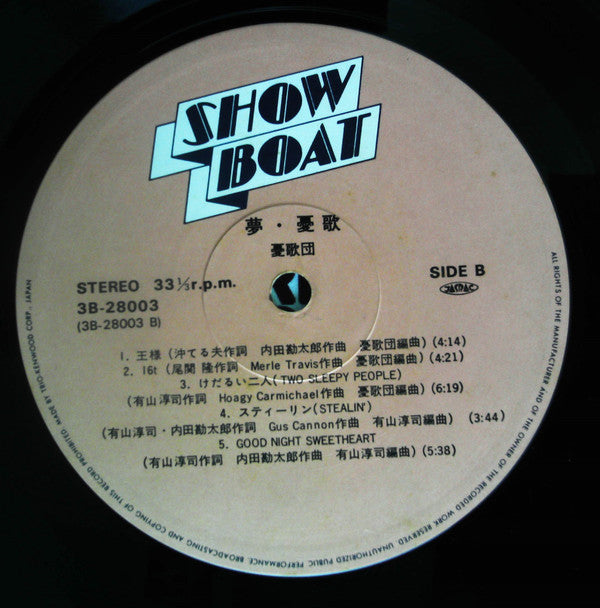 SHOW
BOAT
夢・憂歌
憂歌団
STEREO 33⅓r.p.m.
SIDE B
3B-28003
JASRAC
(3B-28003 B)
1. 王様 (沖てる夫作詞 内田勘太郎作曲 憂歌団編曲) (4:14)
2. 16t (尾関 隆作詞 Merle Travis作曲 憂歌団編曲) (4:21)
3. けだるい二人 (TWO SLEEPY PEOPLE)
(有山淳司作詞 Hoagy Carmichael作曲 憂歌団編曲) (6:19)
4. スティーリン (STEALIN')
(有山淳司・内田勘太郎作詞 Gus Cannon作曲 有山淳司編曲) (3:44)
5. GOOD NIGHT SWEETHEART
(有山淳司作詞 内田勘太郎作曲 有山淳司編曲) (5:38)
ALL RIGHTS OF THE MANUFACTURER AND OF THE OWNER OF THE RECORDED WORK RESERVED. UNAUTHORIZED PUBLIC PERFORMANCE, BROADCASTING AND COPYING OF THIS RECORD PROHIBITED. MADE BY TRIO-KENWOOD CORP., JAPAN